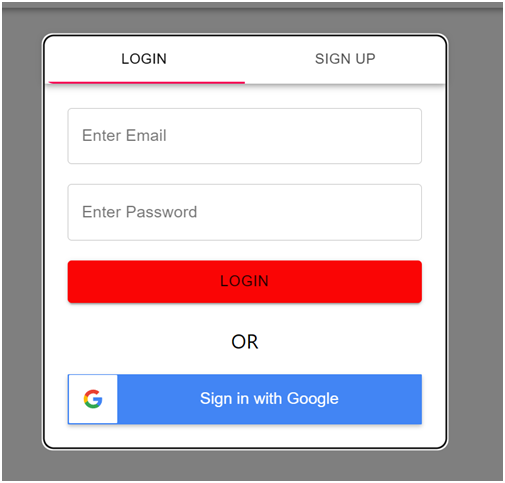 LOGIN SIGN UP
Enter Email
Enter Password
LOGIN
OR
Sign in with Google